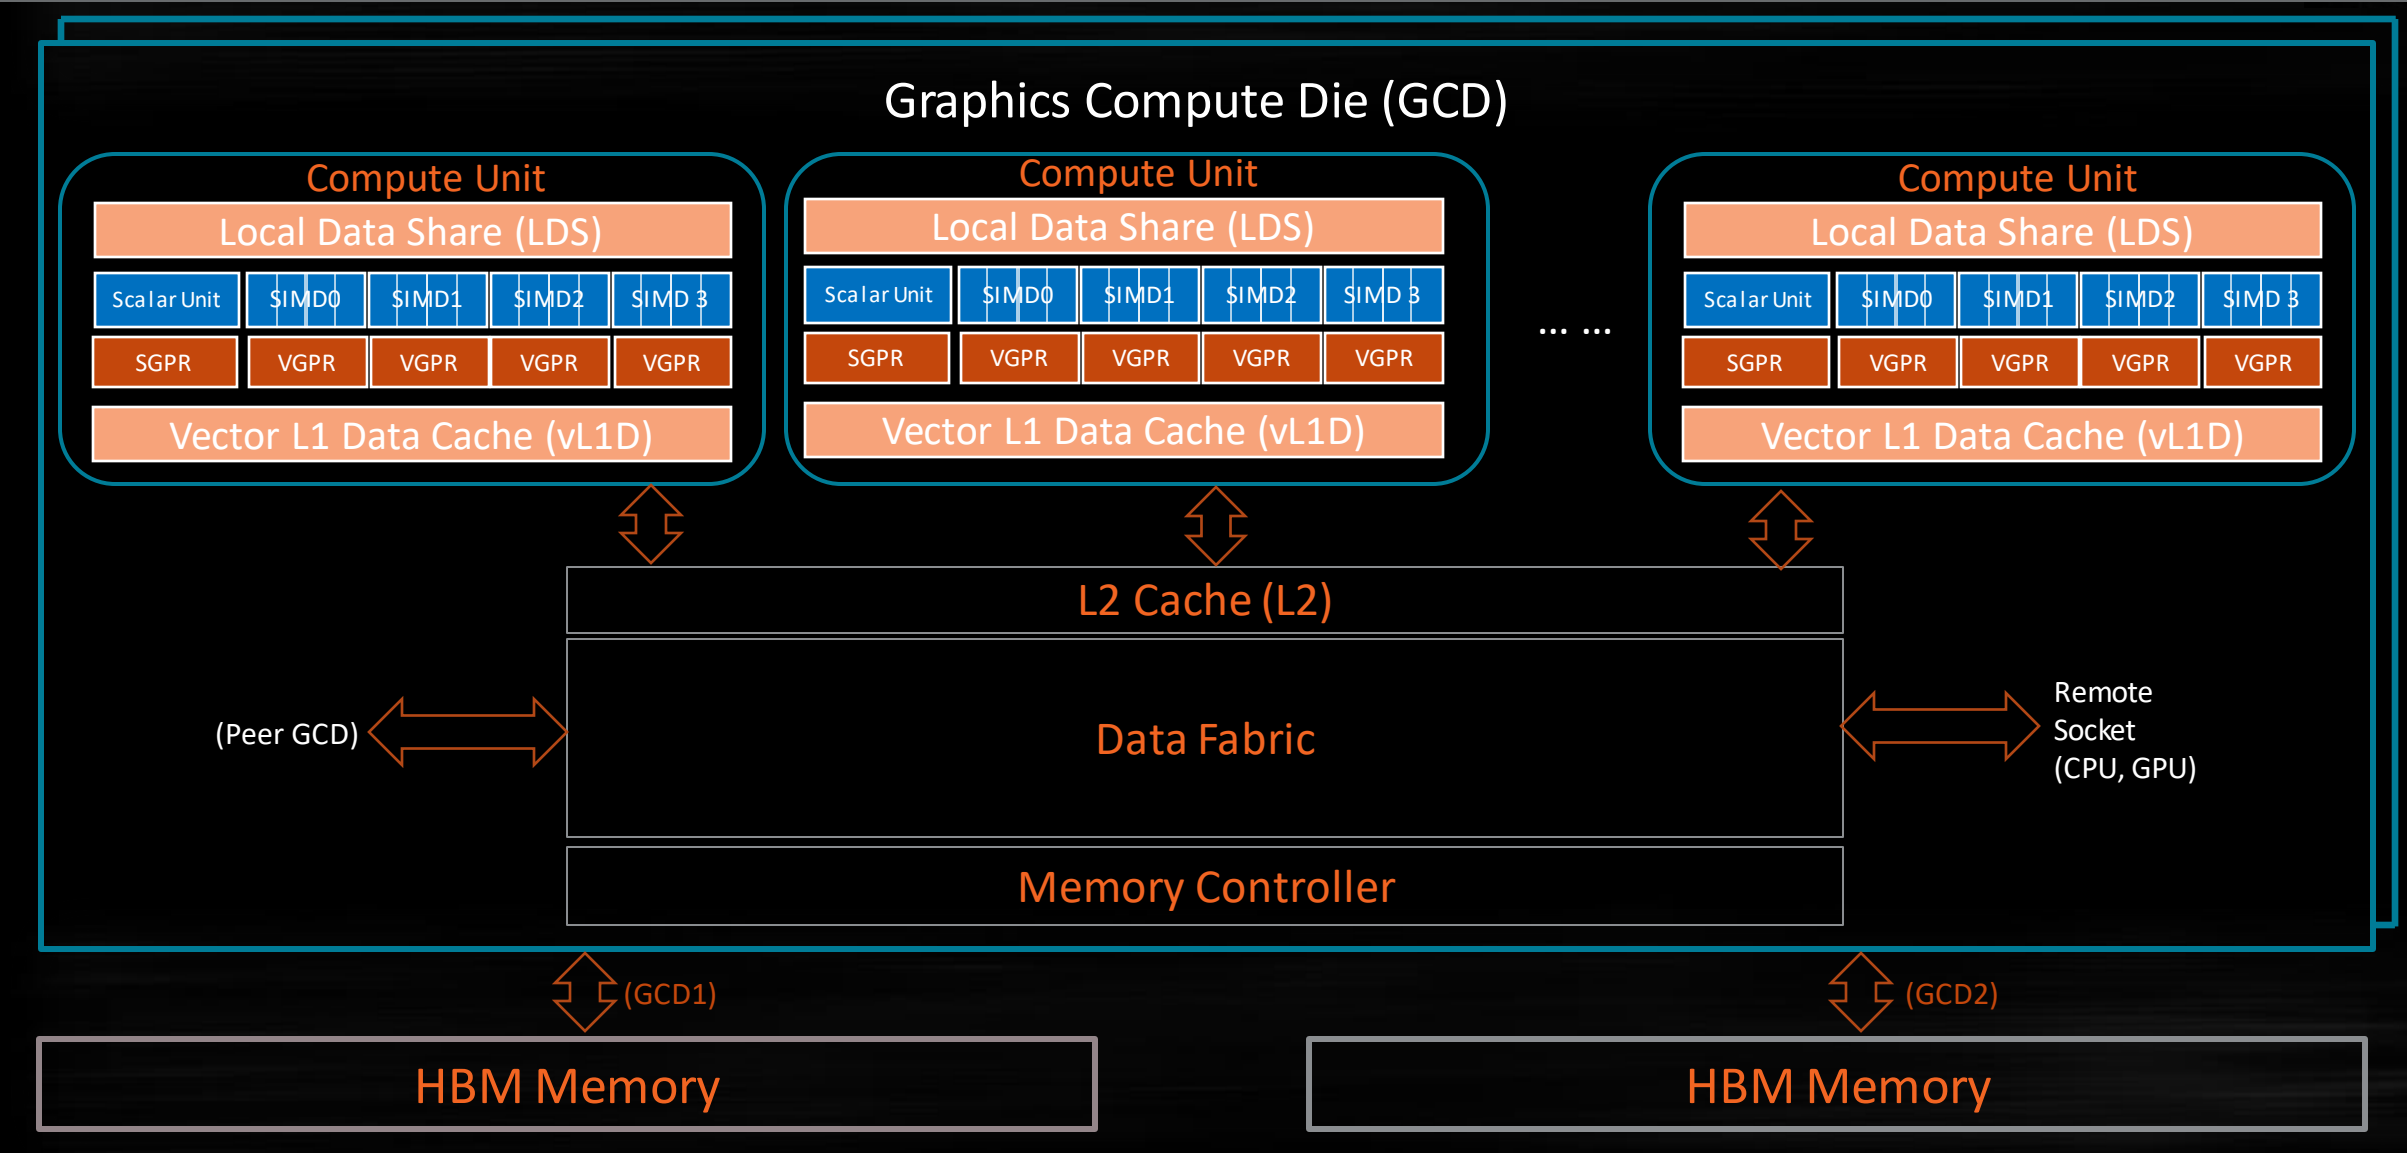 Graphics Compute Die (GCD)
Compute Unit
Local Data Share (LDS)
Scalar Unit SIMD0 SIMD1 SIMD2 SIMD 3
SGPR VGPR VGPR VGPR VGPR
Vector L1 Data Cache (vL1D)
Compute Unit
Local Data Share (LDS)
Scalar Unit SIMD0 SIMD1 SIMD2 SIMD 3
SGPR VGPR VGPR VGPR VGPR
Vector L1 Data Cache (vL1D)
... ...
Compute Unit
Local Data Share (LDS)
Scalar Unit SIMD0 SIMD1 SIMD2 SIMD 3
SGPR VGPR VGPR VGPR VGPR
Vector L1 Data Cache (vL1D)
L2 Cache (L2)
(Peer GCD)
Data Fabric
Remote
Socket
(CPU, GPU)
Memory Controller
(GCD1)
(GCD2)
HBM Memory
HBM Memory